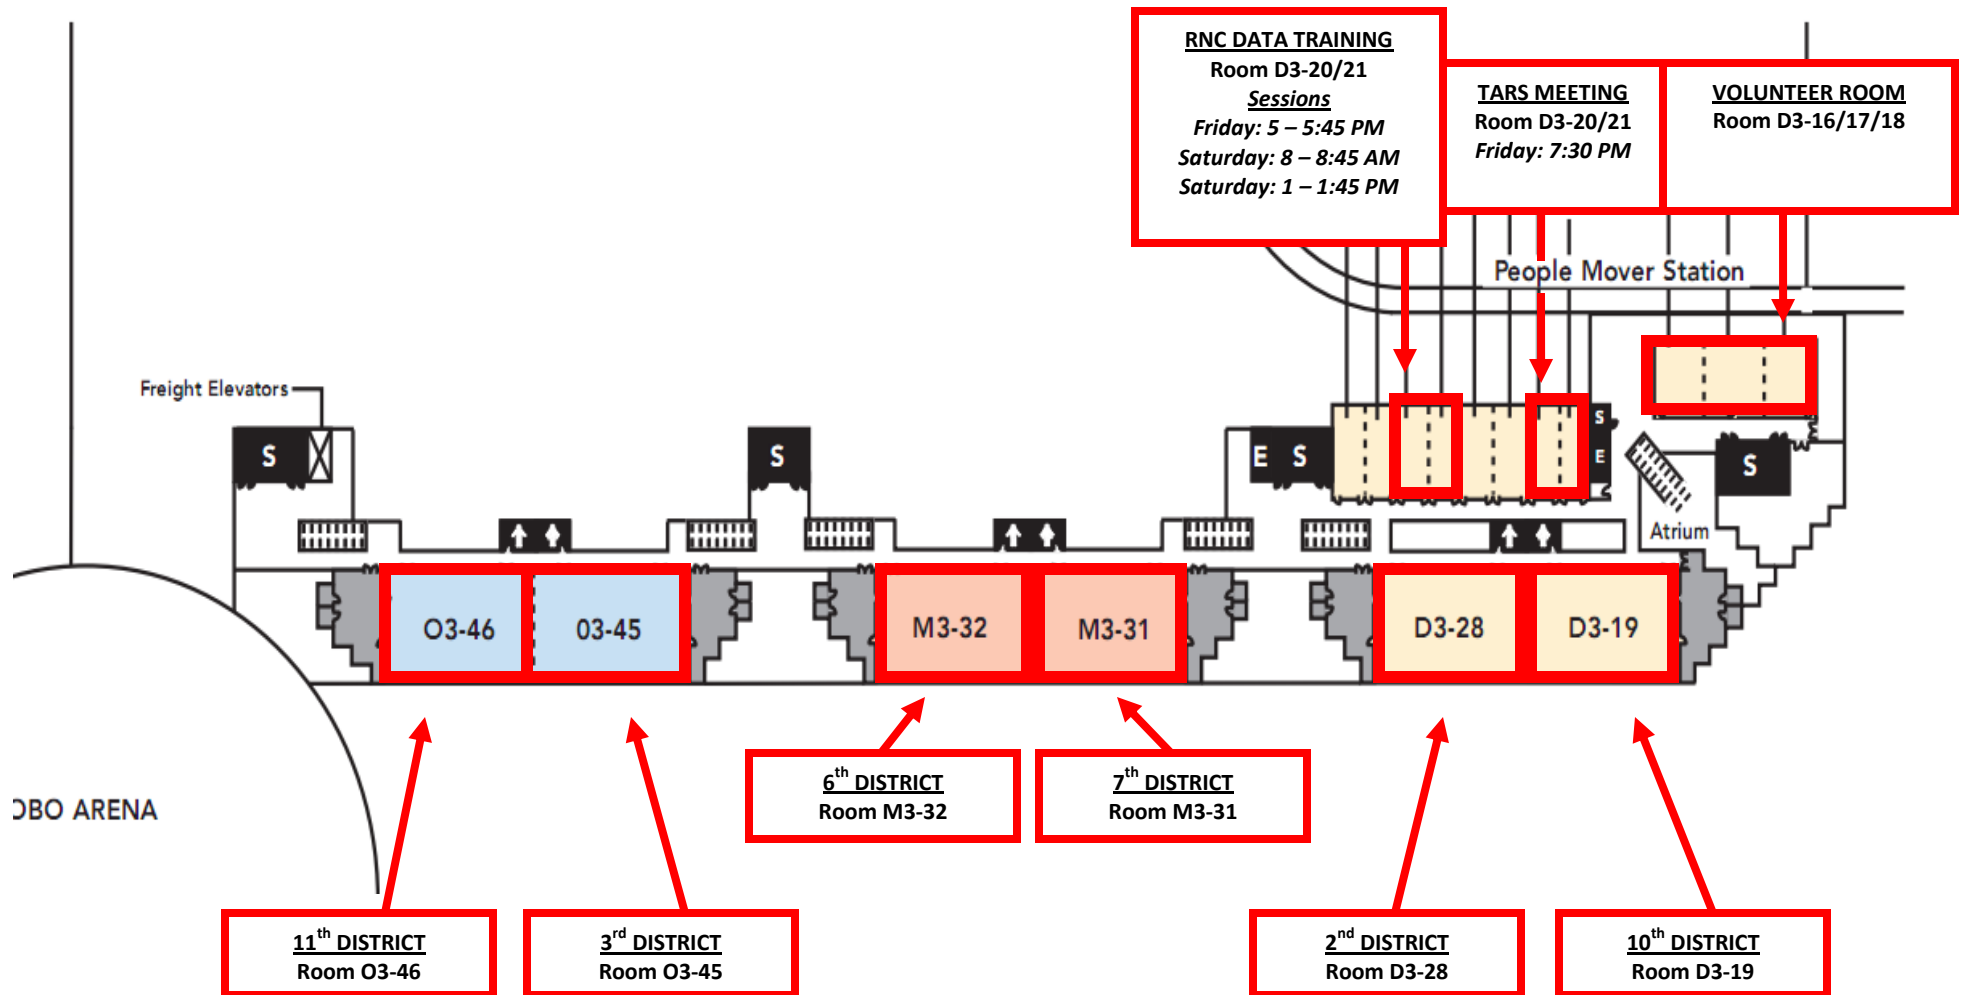 RNC DATA TRAINING
Room D3-20/21
Sessions
Friday: 5 – 5:45 PM
Saturday: 8 – 8:45 AM
Saturday: 1 – 1:45 PM
TARS MEETING
Room D3-20/21
Friday: 7:30 PM
VOLUNTEER ROOM
Room D3-16/17/18
People Mover Station
Freight Elevators
S
S
E S
S
E
S
Atrium
O3-46
03-45
M3-32
M3-31
D3-28
D3-19
OBO ARENA
6th DISTRICT
Room M3-32
7th DISTRICT
Room M3-31
11th DISTRICT
Room O3-46
3rd DISTRICT
Room O3-45
2nd DISTRICT
Room D3-28
10th DISTRICT
Room D3-19